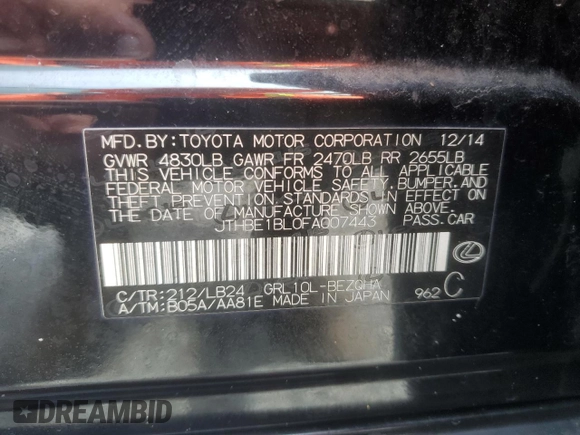 MFD. BY: TOYOTA MOTOR CORPORATION 12/14
GVWR 4830LB GAWR FR 2470LB RR 2655LB
THIS VEHICLE CONFORMS TO ALL APPLICABLE
FEDERAL MOTOR VEHICLE SAFETY, BUMPER, AND
THEFT PREVENTION STANDARDS IN EFFECT ON
THE DATE OF MANUFACTURE SHOWN ABOVE.
JTHBE1BL0FA007443 PASS. CAR
C/TR: 212/LB24 GRL10L-BEZQHA
A/TM: B05A/AA81E MADE IN JAPAN 962 C
DREAMBID